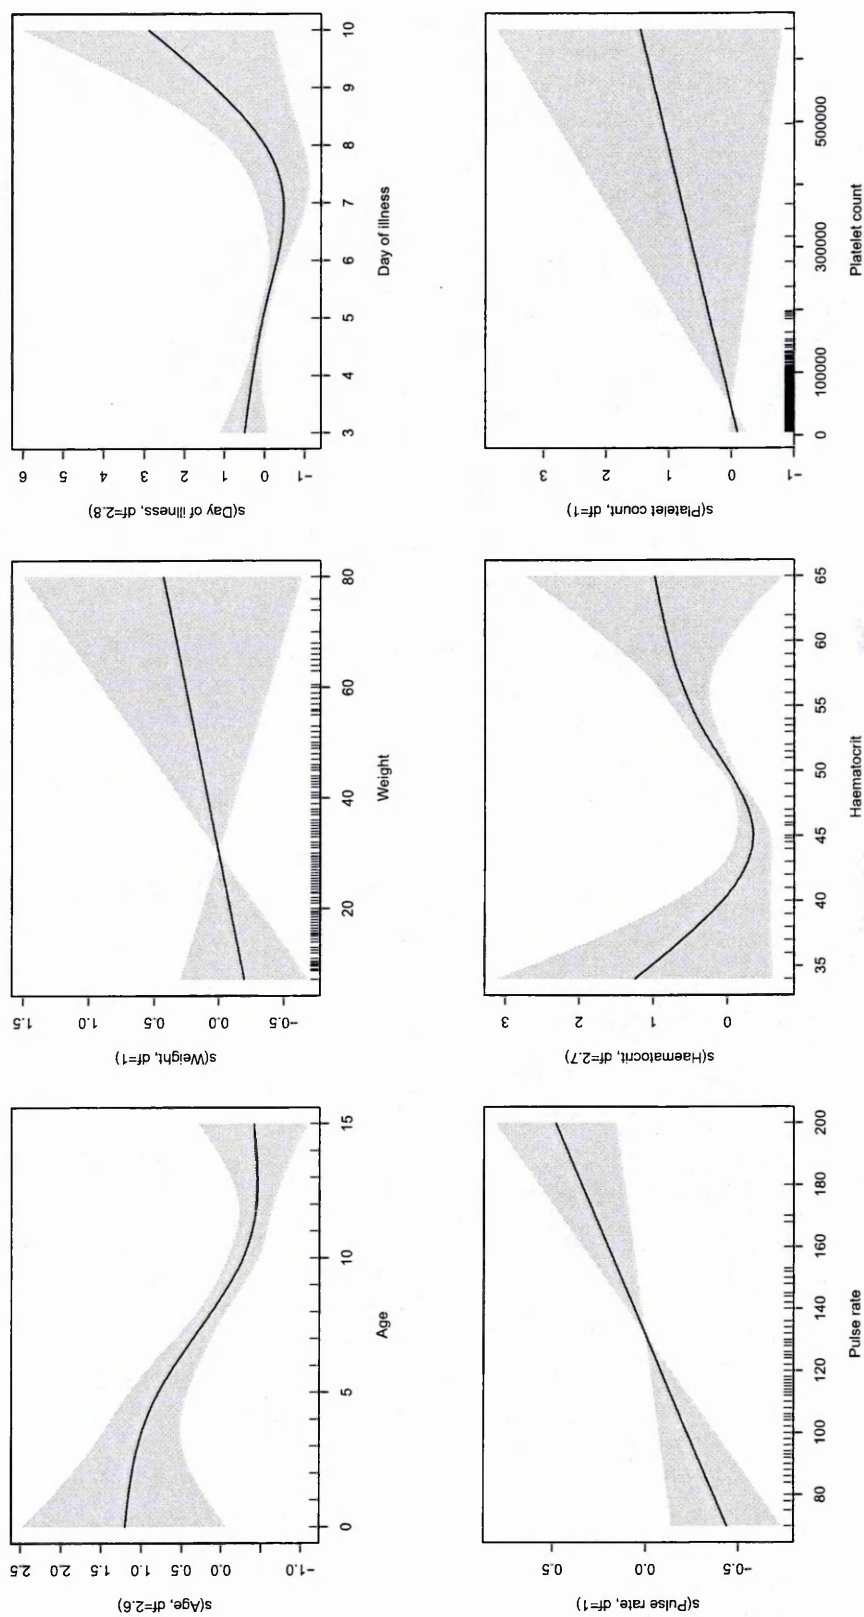 s(Age, df=2.6)
2.5
2.0
1.5
1.0
0.5
0.0
-1.0
0 5 10 15
Age
s(Weight, df=1)
1.5
1.0
0.5
0.0
-0.5
20 40 60 80
Weight
s(Day of illness, df=2.8)
6
5
4
3
2
1
0
-1
3 4 5 6 7 8 9 10
Day of illness
s(Pulse rate, df=1)
0.5
0.0
-0.5
80 100 120 140 160 180 200
Pulse rate
s(Haematocrit, df=2.7)
3
2
1
0
35 40 45 50 55 60 65
Haematocrit
s(Platelet count, df=1)
3
2
1
0
-1
0 100000 300000 500000
Platelet count